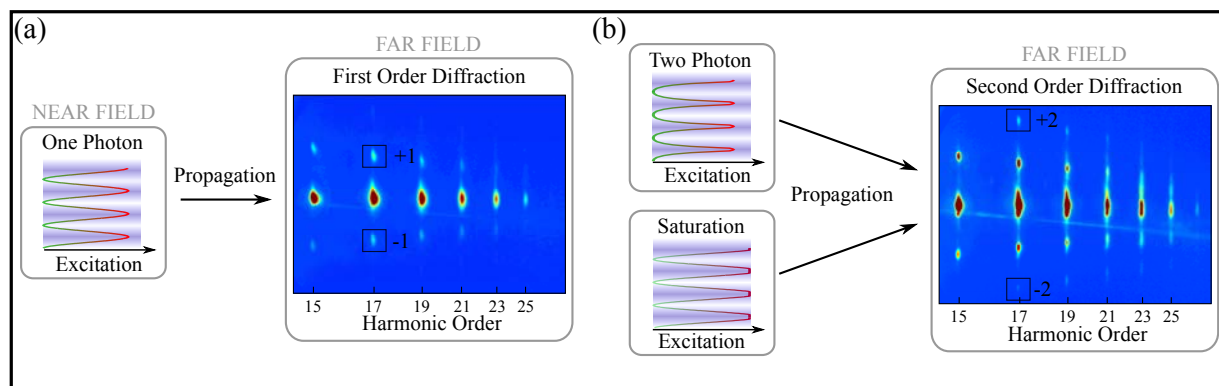 (a)
NEAR FIELD
One Photon
Excitation
Propagation
FAR FIELD
First Order Diffraction
+1
-1
15 17 19 21 23 25
Harmonic Order
(b)
Two Photon
Excitation
Saturation
Excitation
Propagation
FAR FIELD
Second Order Diffraction
+2
-2
15 17 19 21 23 25
Harmonic Order